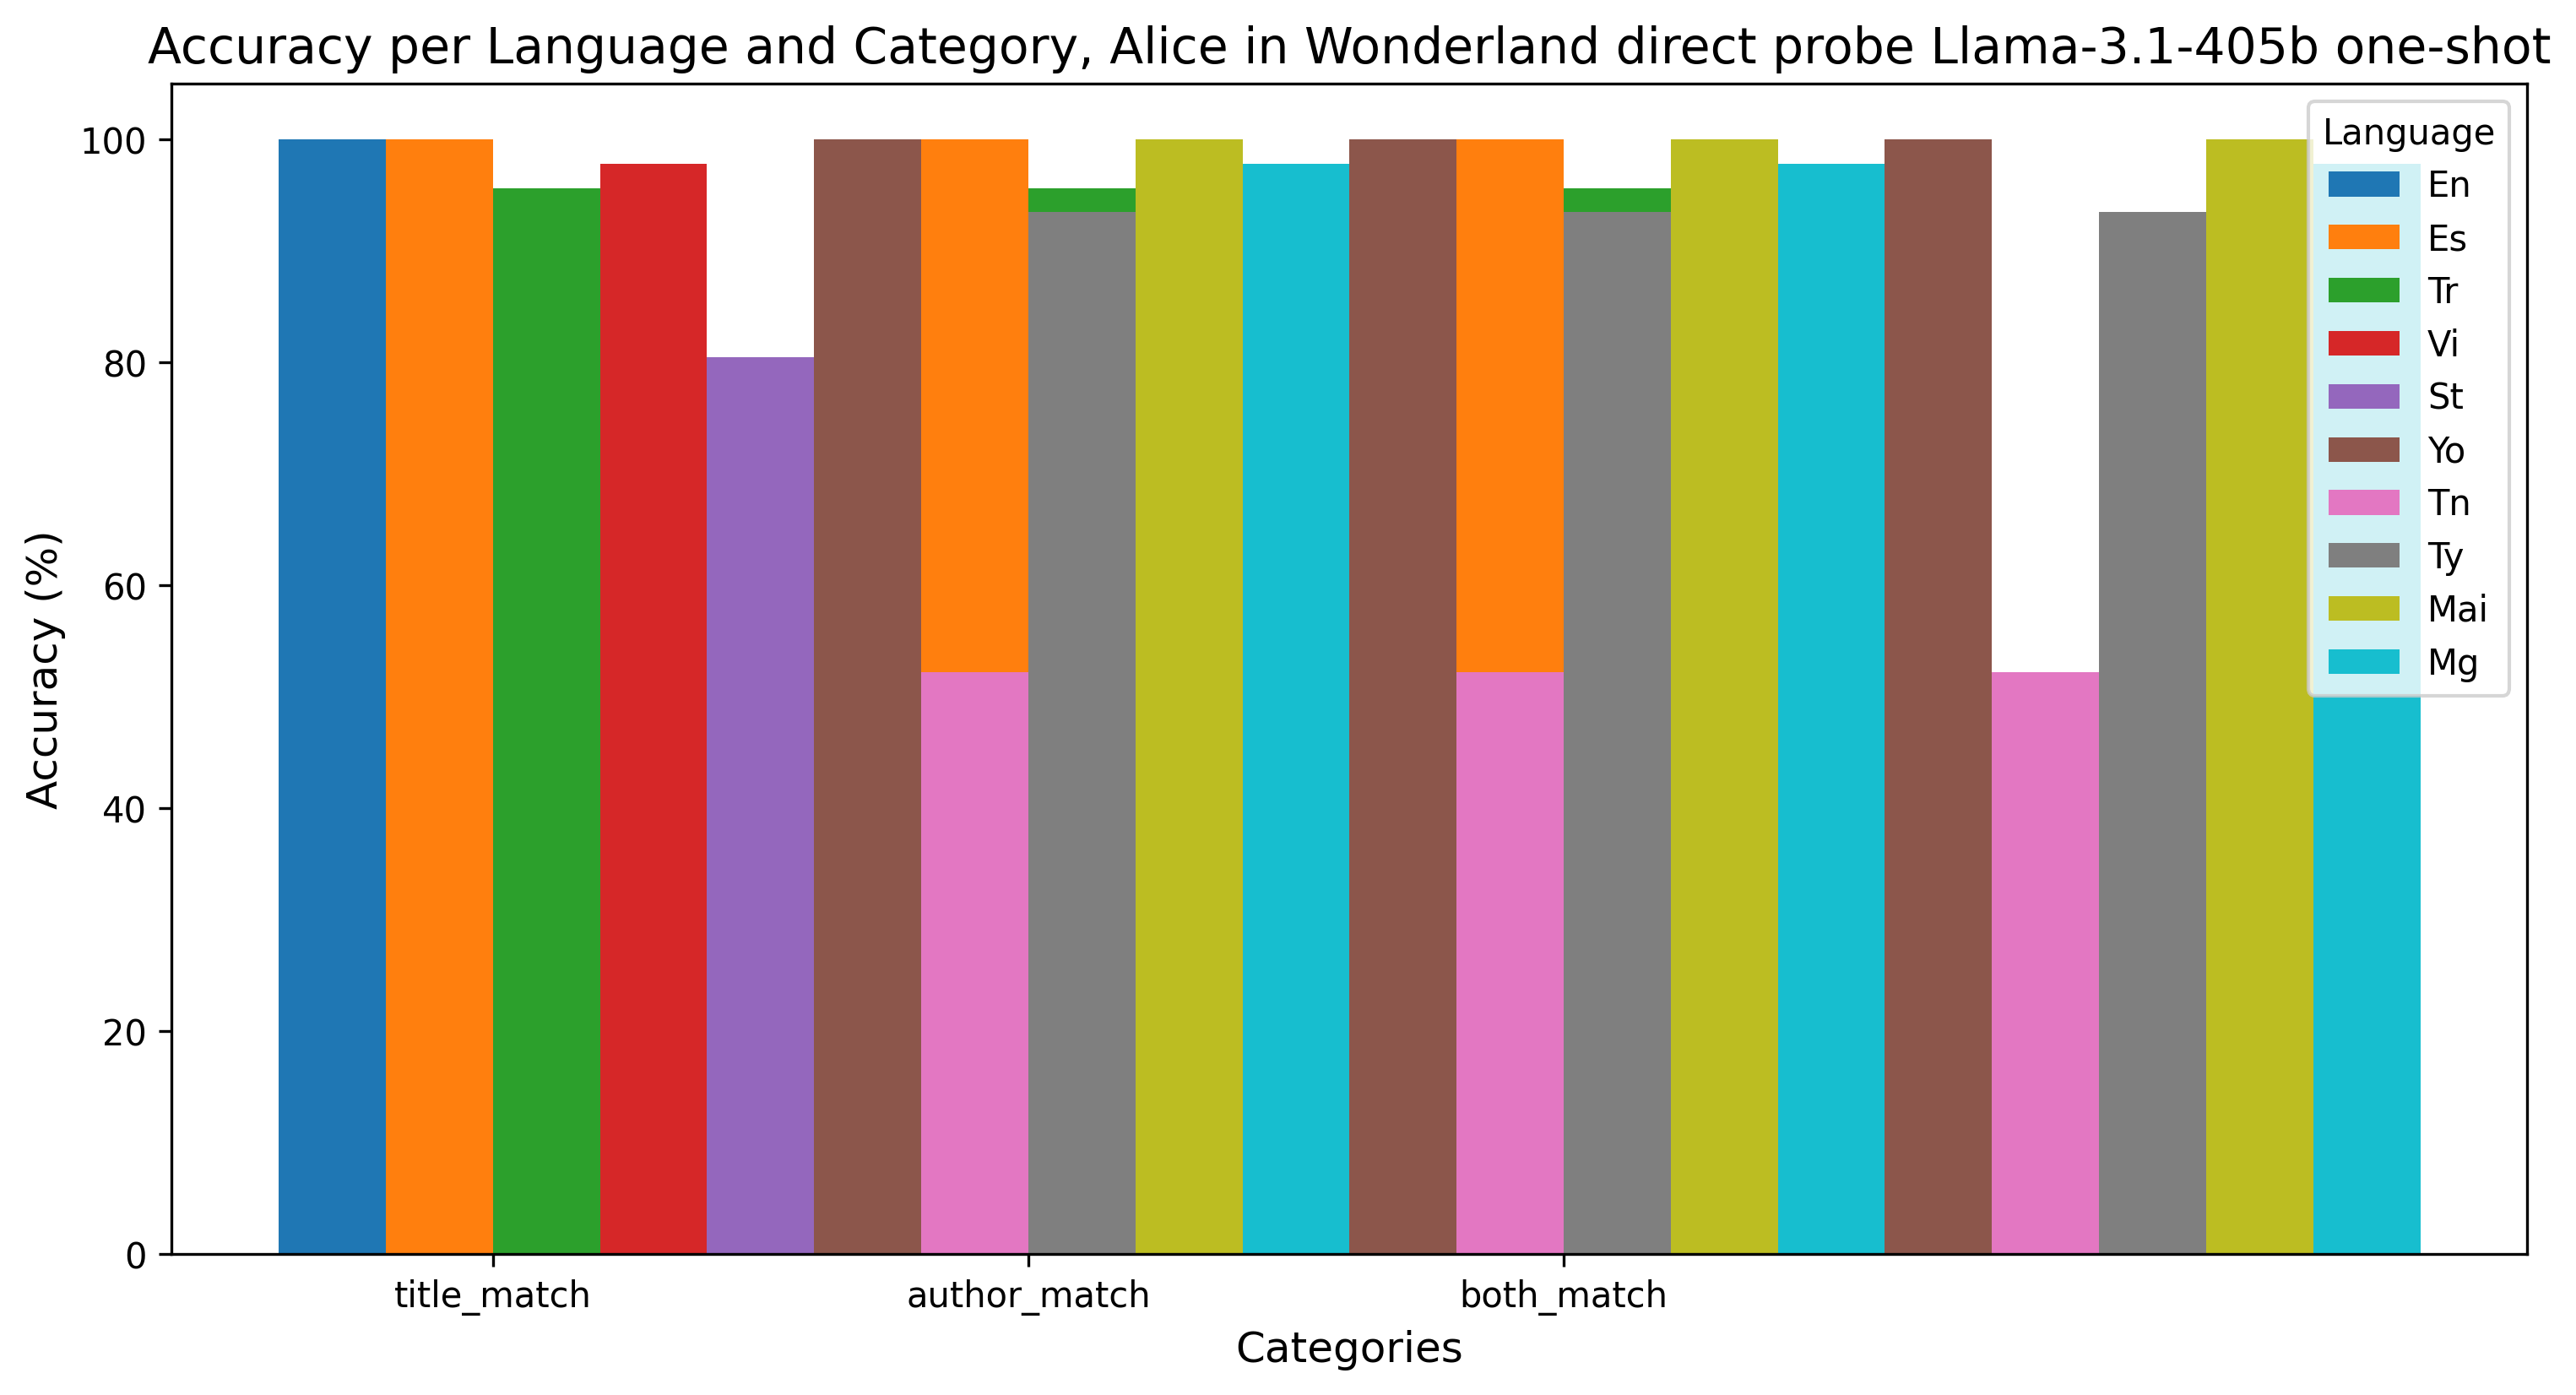 Accuracy per Language and Category, Alice in Wonderland direct probe Llama-3.1-405b one-shot
Accuracy (%)
100
80
60
40
20
0
title_match
author_match
both_match
Categories
Language
En
Es
Tr
Vi
St
Yo
Tn
Ty
Mai
Mg